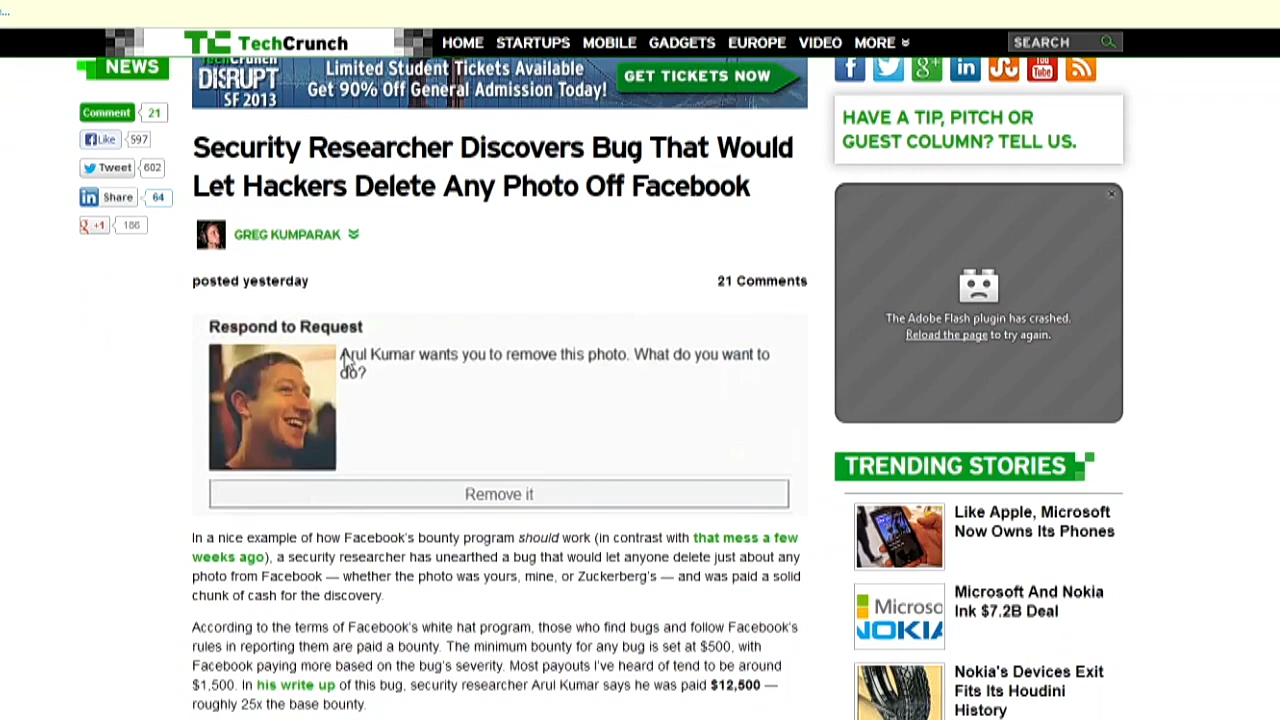 ...
TechCrunch
HOME STARTUPS MOBILE GADGETS EUROPE VIDEO MORE
SEARCH
NEWS
TechCrunch
DISRUPT
SF 2013
Limited Student Tickets Available
Get 90% Off General Admission Today!
GET TICKETS NOW
Comment 21
Like 597
Tweet 602
Share 64
+1 186
Security Researcher Discovers Bug That Would
Let Hackers Delete Any Photo Off Facebook
GREG KUMPARAK
posted yesterday
21 Comments
Respond to Request
Arul Kumar wants you to remove this photo. What do you want to
do?
Remove it
In a nice example of how Facebook's bounty program should work (in contrast with that mess a few
weeks ago), a security researcher has unearthed a bug that would let anyone delete just about any
photo from Facebook — whether the photo was yours, mine, or Zuckerberg's — and was paid a solid
chunk of cash for the discovery.
According to the terms of Facebook's white hat program, those who find bugs and follow Facebook's
rules in reporting them are paid a bounty. The minimum bounty for any bug is set at $500, with
Facebook paying more based on the bug's severity. Most payouts I've heard of tend to be around
$1,500. In his write up of this bug, security researcher Arul Kumar says he was paid $12,500 —
roughly 25x the base bounty.
You
Tube
HAVE A TIP, PITCH OR
GUEST COLUMN? TELL US.
The Adobe Flash plugin has crashed.
Reload the page to try again.
TRENDING STORIES
Like Apple, Microsoft
Now Owns Its Phones
Microso
NOKIA
Microsoft And Nokia
Ink $7.2B Deal
Nokia's Devices Exit
Fits Its Houdini
History